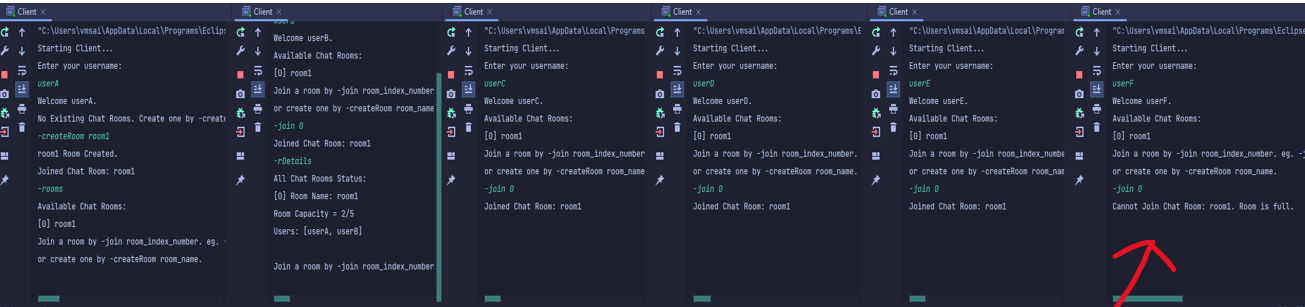 Client
"C:\Users\vmsai\AppData\Local\Programs\Eclips
Starting Client...
Enter your username:
userA
Welcome userA.
No Existing Chat Rooms. Create one by -creat
-createRoom room1
room1 Room Created.
Joined Chat Room: room1
-rooms
Available Chat Rooms:
[0] room1
Join a room by -join room_index_number. eg. -
or create one by -createRoom room_name.
Client
userB
Welcome userB.
Available Chat Rooms:
[0] room1
Join a room by -join room_index_number
or create one by -createRoom room_name
-join 0
Joined Chat Room: room1
-rDetails
All Chat Rooms Status:
[0] Room Name: room1
Room Capacity = 2/5
Users: [userA, userB]
Join a room by -join room_index_number
Client
"C:\Users\vmsai\AppData\Local\Programs
Starting Client...
Enter your username:
userC
Welcome userC.
Available Chat Rooms:
[0] room1
Join a room by -join room_index_number
or create one by -createRoom room_name
-join 0
Joined Chat Room: room1
Client
"C:\Users\vmsai\AppData\Local\Programs\E
Starting Client...
Enter your username:
userD
Welcome userD.
Available Chat Rooms:
[0] room1
Join a room by -join room_index_number.
or create one by -createRoom room_name.
-join 0
Joined Chat Room: room1
Client
"C:\Users\vmsai\AppData\Local\Programs
Starting Client...
Enter your username:
userE
Welcome userE.
Available Chat Rooms:
[0] room1
Join a room by -join room_index_numbe
or create one by -createRoom room_nam
-join 0
Joined Chat Room: room1
Client
"C:\Users\vmsai\AppData\Local\Programs\Eclips
Starting Client...
Enter your username:
userF
Welcome userF.
Available Chat Rooms:
[0] room1
Join a room by -join room_index_number. eg. -
or create one by -createRoom room_name.
-join 0
Cannot Join Chat Room: room1. Room is full.